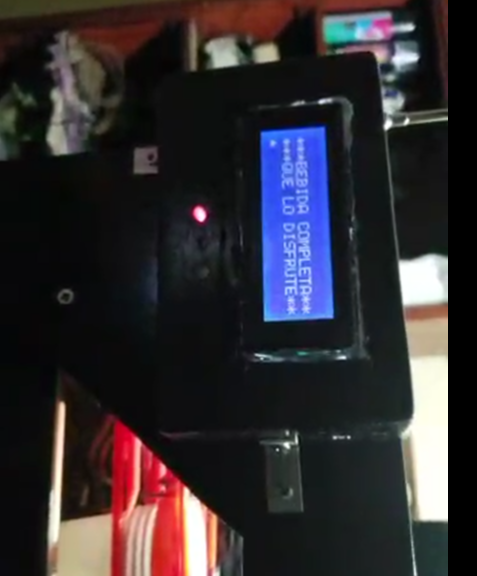 ***BEBIDA COMPLETA**
***QUE LO DISFRUTE**
*